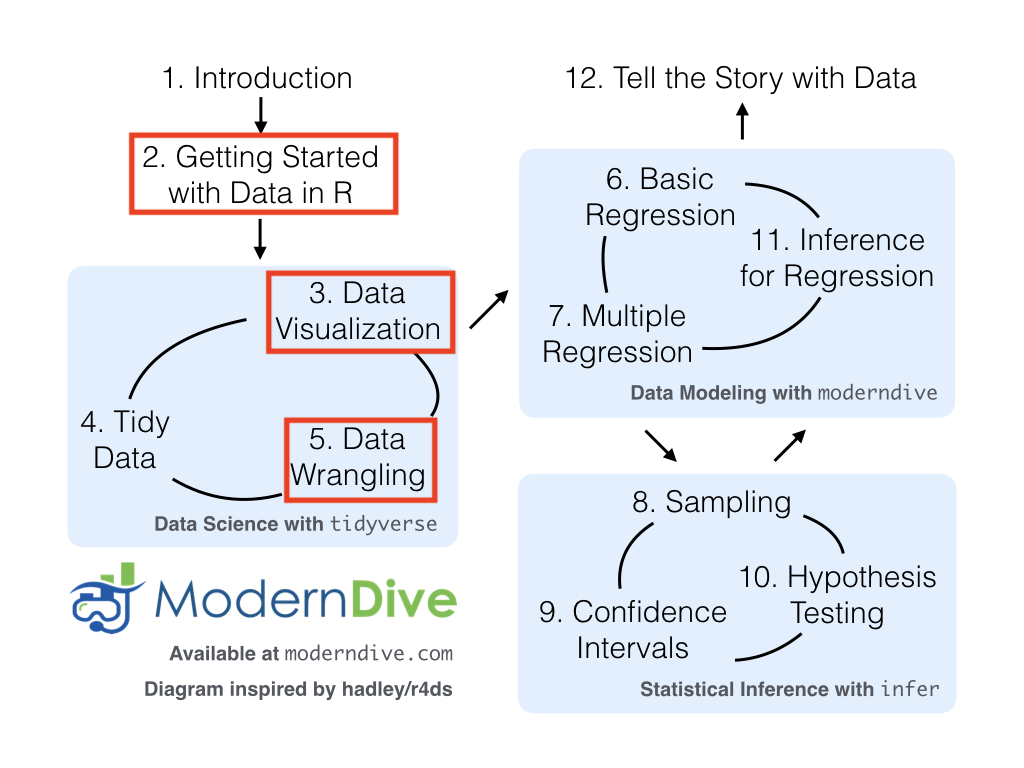 1. Introduction
2. Getting Started
with Data in R
3. Data
Visualization
4. Tidy
Data
5. Data
Wrangling
Data Science with tidyverse
ModernDive
Available at moderndive.com
Diagram inspired by hadley/r4ds
12. Tell the Story with Data
6. Basic
Regression
11. Inference
for Regression
7. Multiple
Regression
Data Modeling with moderndive
8. Sampling
10. Hypothesis
Testing
9. Confidence
Intervals
Statistical Inference with infer